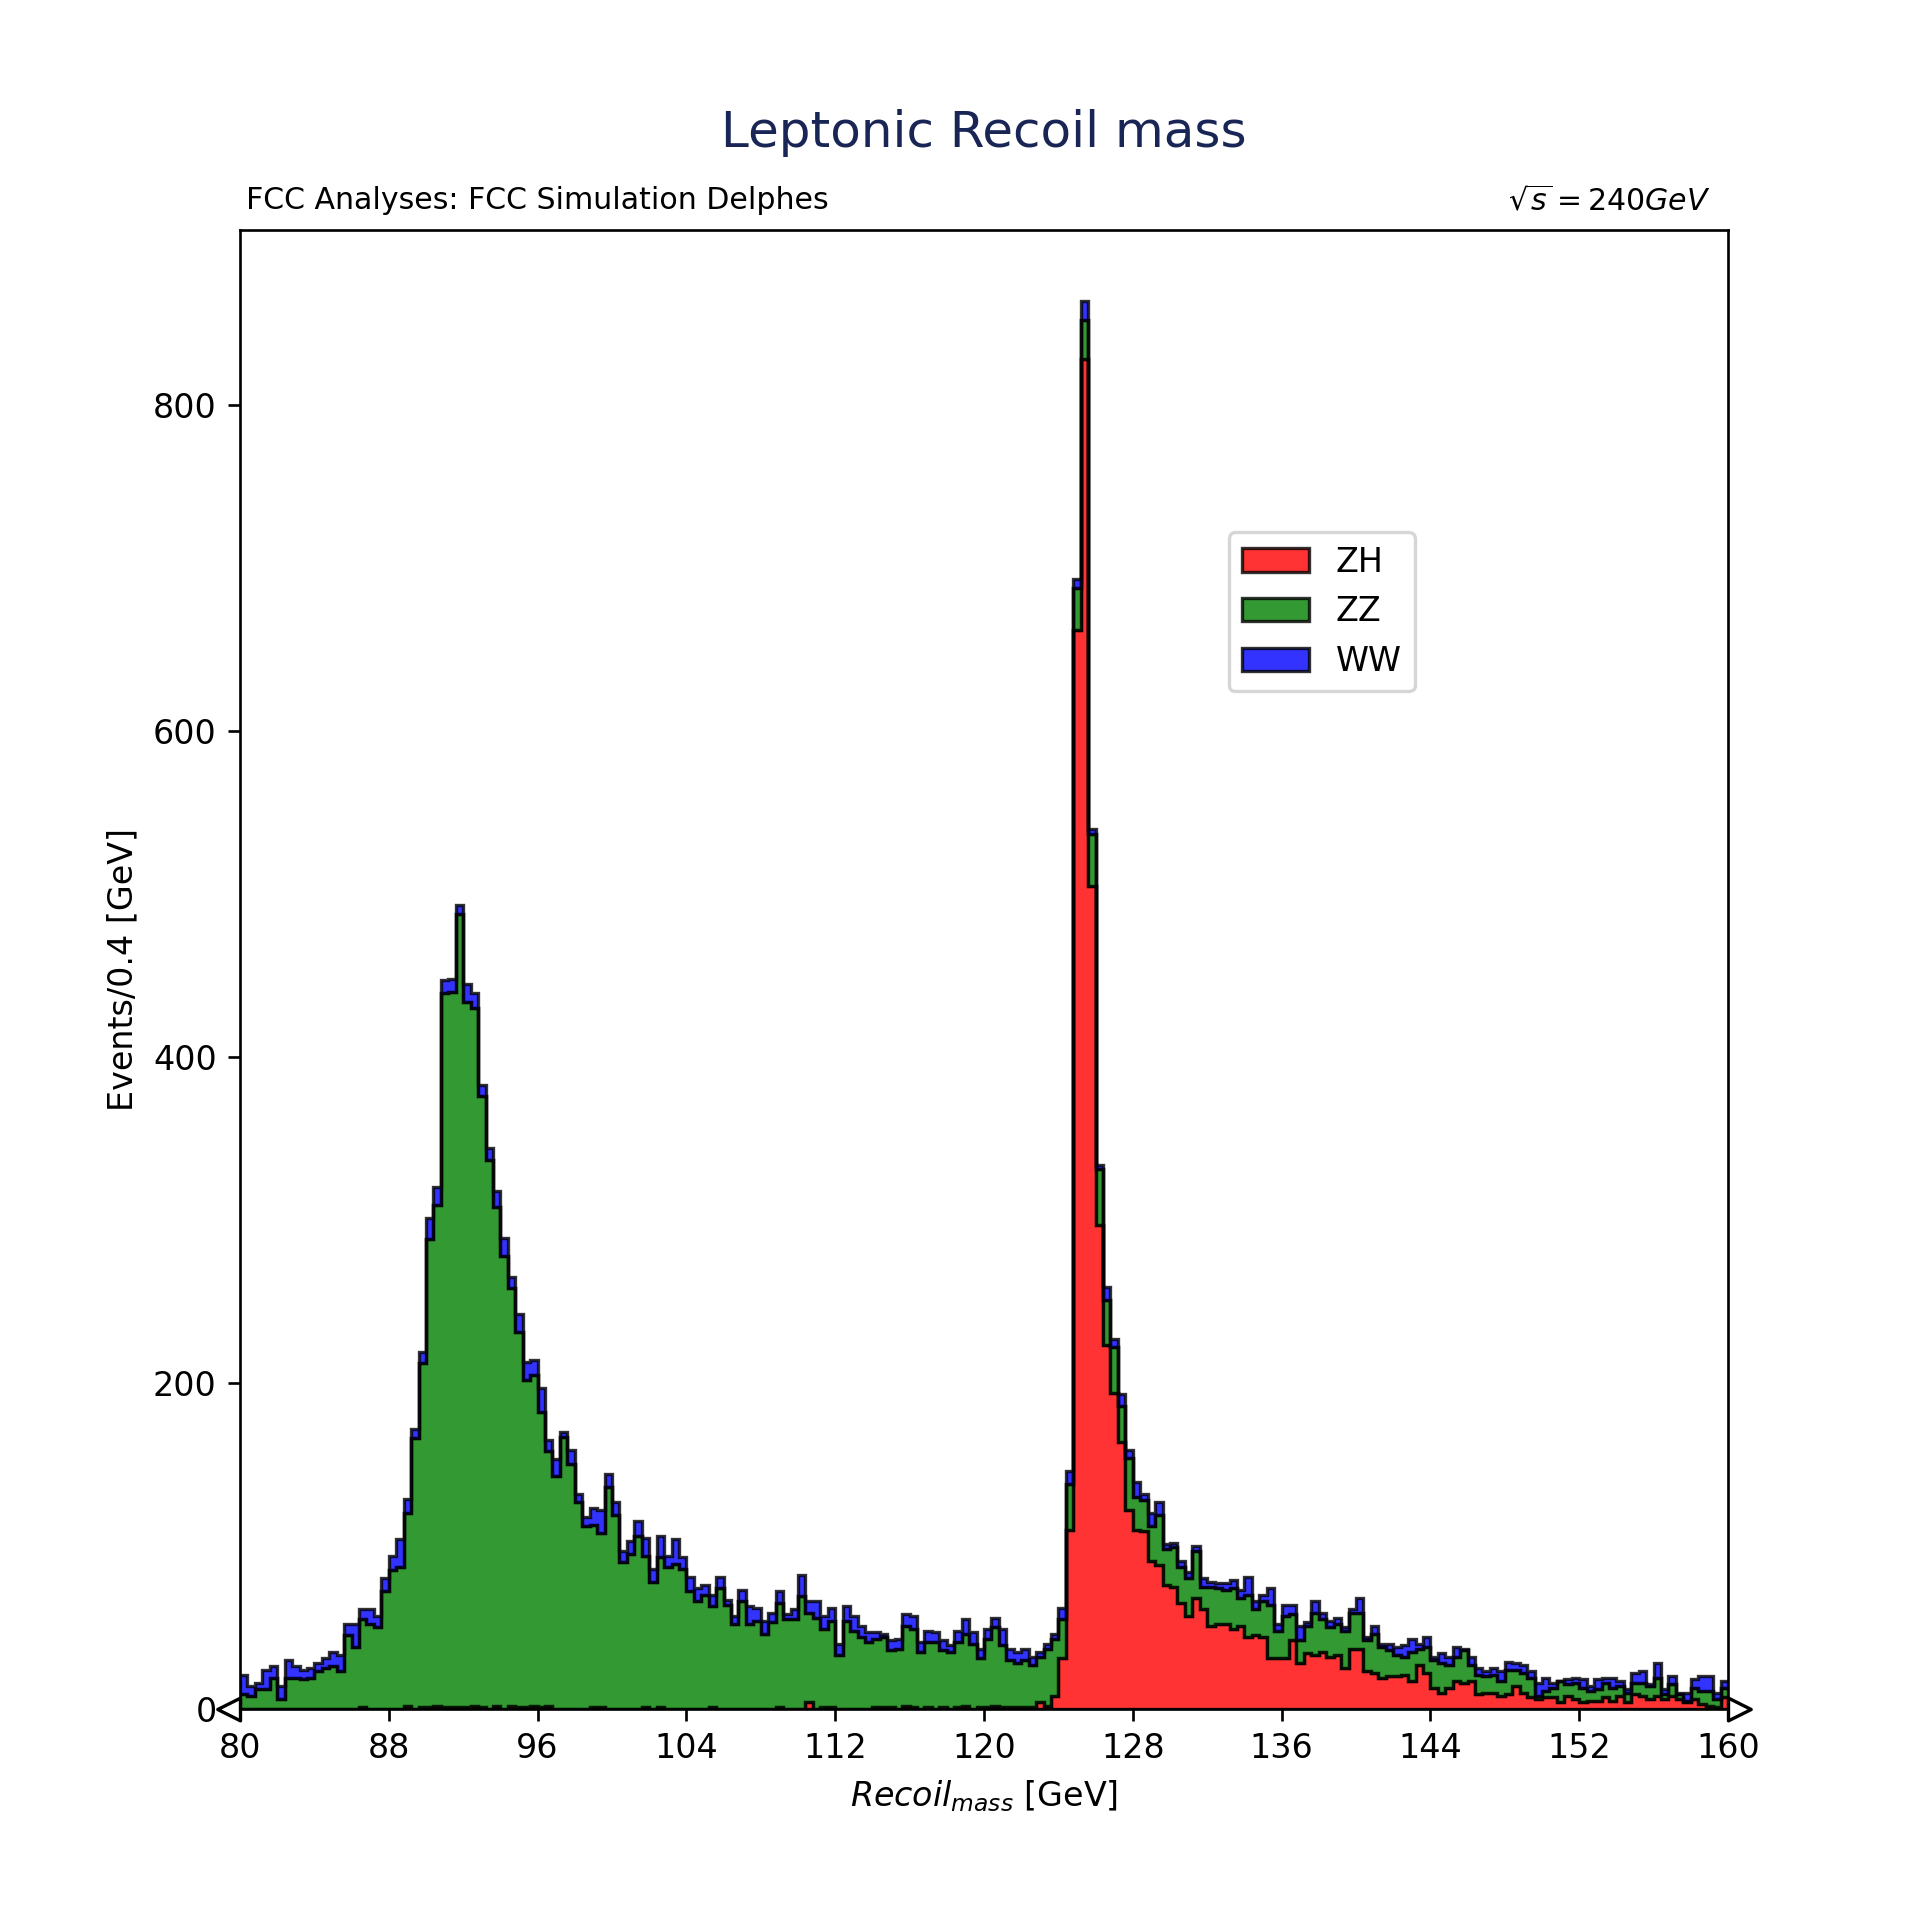 Leptonic Recoil mass
FCC Analyses: FCC Simulation Delphes
√s = 240GeV
800
600
400
200
0
Events/0.4 [GeV]
ZH
ZZ
WW
80 88 96 104 112 120 128 136 144 152 160
Recoil_mass [GeV]